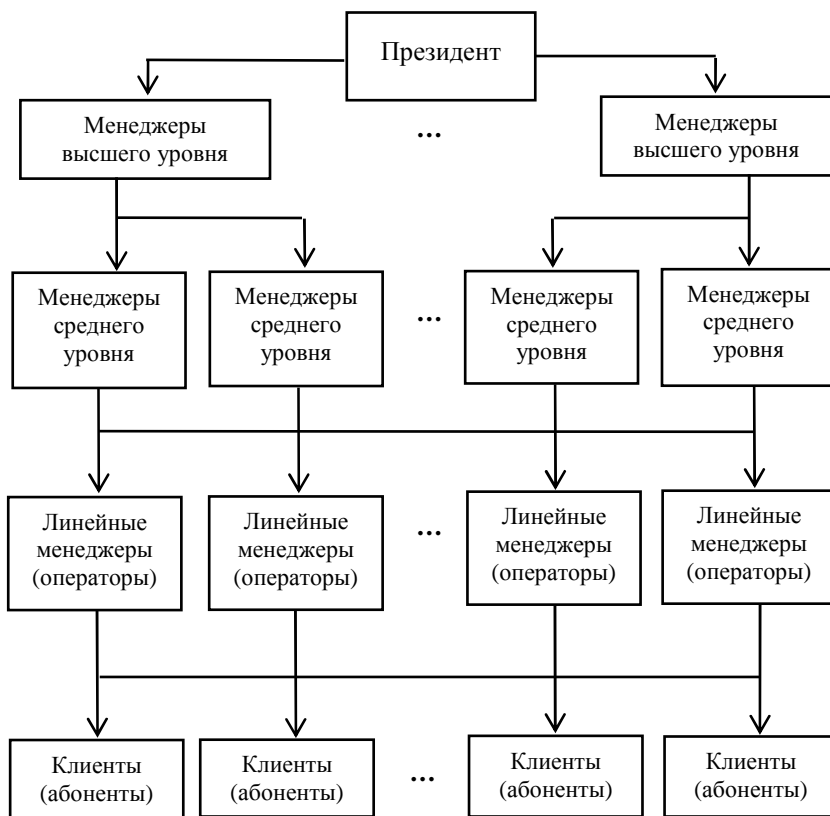 Президент
Менеджеры
высшего уровня
...
Менеджеры
высшего уровня
Менеджеры
среднего
уровня
Менеджеры
среднего
уровня
...
Менеджеры
среднего
уровня
Менеджеры
среднего
уровня
Линейные
менеджеры
(операторы)
Линейные
менеджеры
(операторы)
...
Линейные
менеджеры
(операторы)
Линейные
менеджеры
(операторы)
Клиенты
(абоненты)
Клиенты
(абоненты)
...
Клиенты
(абоненты)
Клиенты
(абоненты)